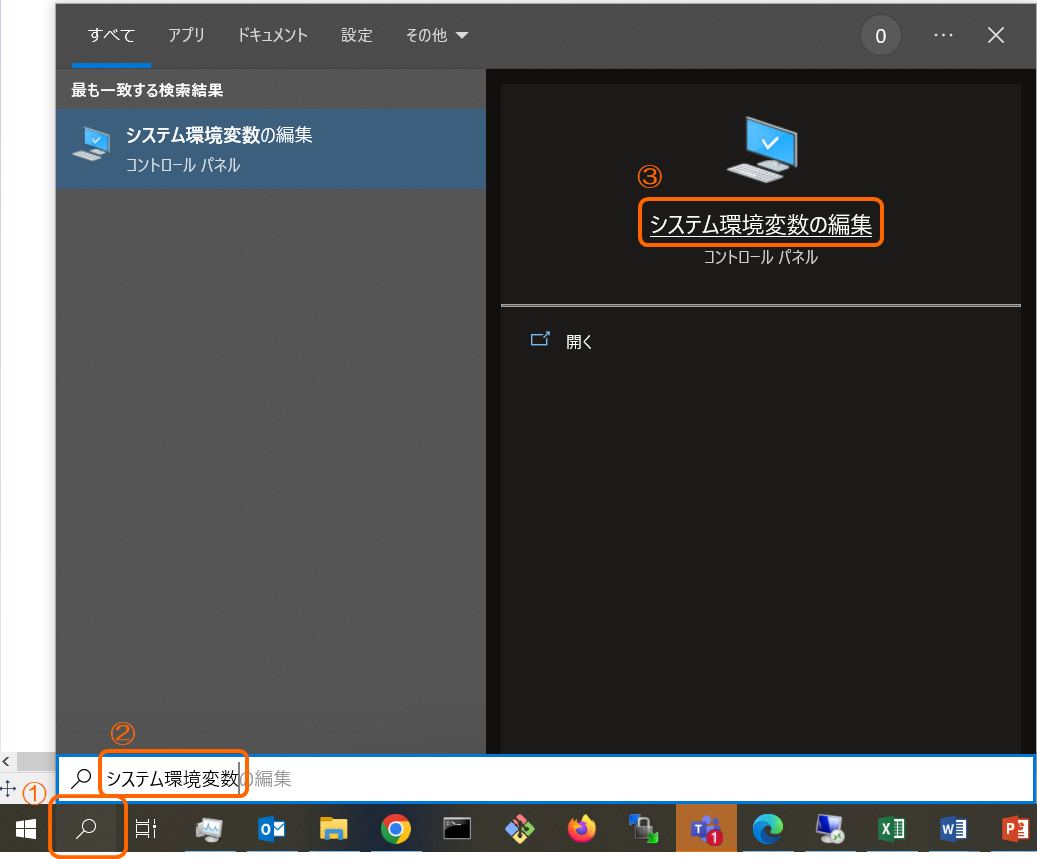 すべて アプリ ドキュメント 設定 その他 0 ...
最も一致する検索結果
システム環境変数の編集
コントロール パネル
③
システム環境変数の編集
コントロール パネル
開く
②
システム環境変数の編集
①
1